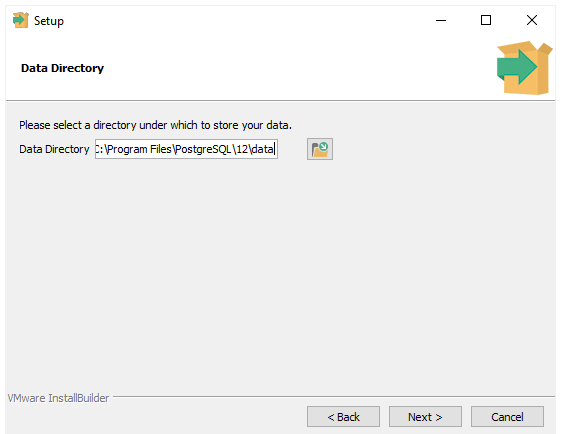 Setup
Data Directory
Please select a directory under which to store your data.
Data Directory C:\Program Files\PostgreSQL\12\data
VMware InstallBuilder
< Back Next > Cancel